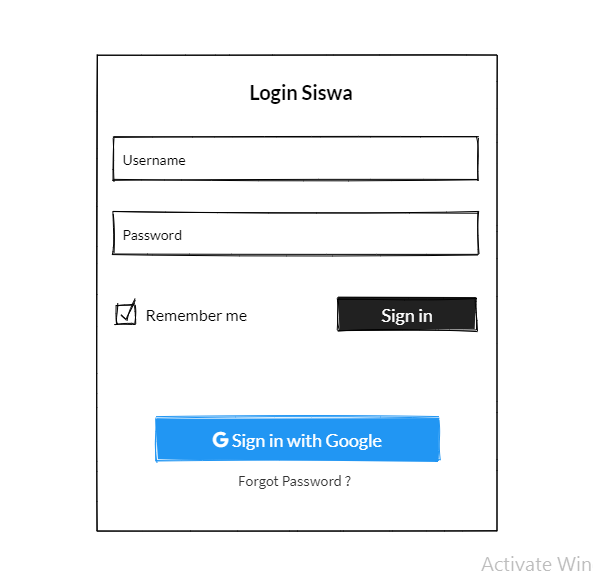 Login Siswa
Username
Password
Remember me
Sign in
G Sign in with Google
Forgot Password ?
Activate Win